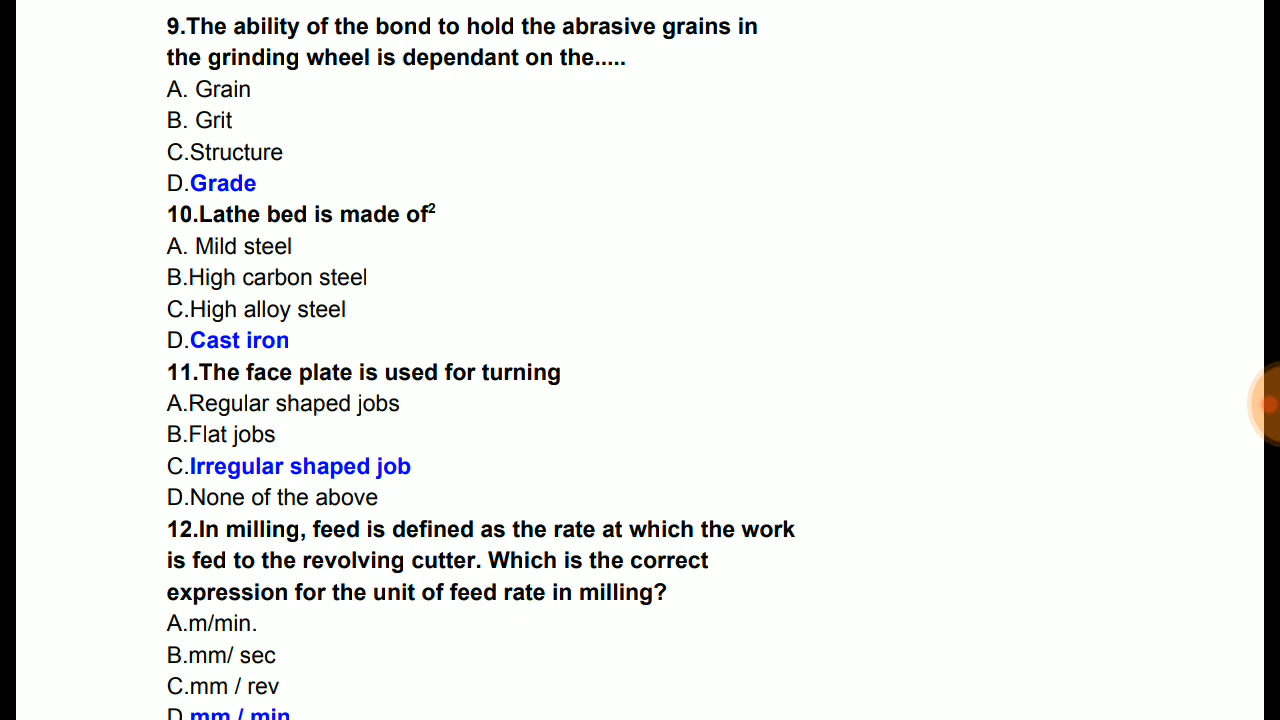 9.The ability of the bond to hold the abrasive grains in
the grinding wheel is dependant on the.....
A. Grain
B. Grit
C.Structure
D.Grade
10.Lathe bed is made of²
A. Mild steel
B.High carbon steel
C.High alloy steel
D.Cast iron
11.The face plate is used for turning
A.Regular shaped jobs
B.Flat jobs
C.Irregular shaped job
D.None of the above
12.In milling, feed is defined as the rate at which the work
is fed to the revolving cutter. Which is the correct
expression for the unit of feed rate in milling?
A.m/min.
B.mm/ sec
C.mm / rev
D.mm / min